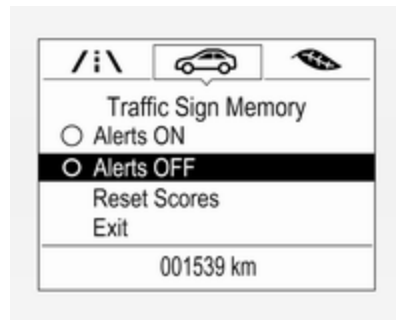 Traffic Sign Memory
Alerts ON
Alerts OFF
Reset Scores
Exit
001539 km